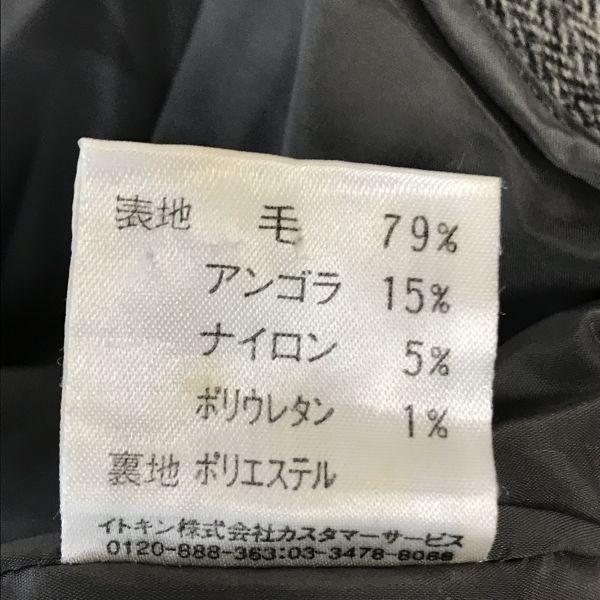 表地 毛 79%
アンゴラ 15%
ナイロン 5%
ポリウレタン 1%
裏地 ポリエステル
イトキン株式会社カスタマーサービス
0120-888-363:03-3478-8088